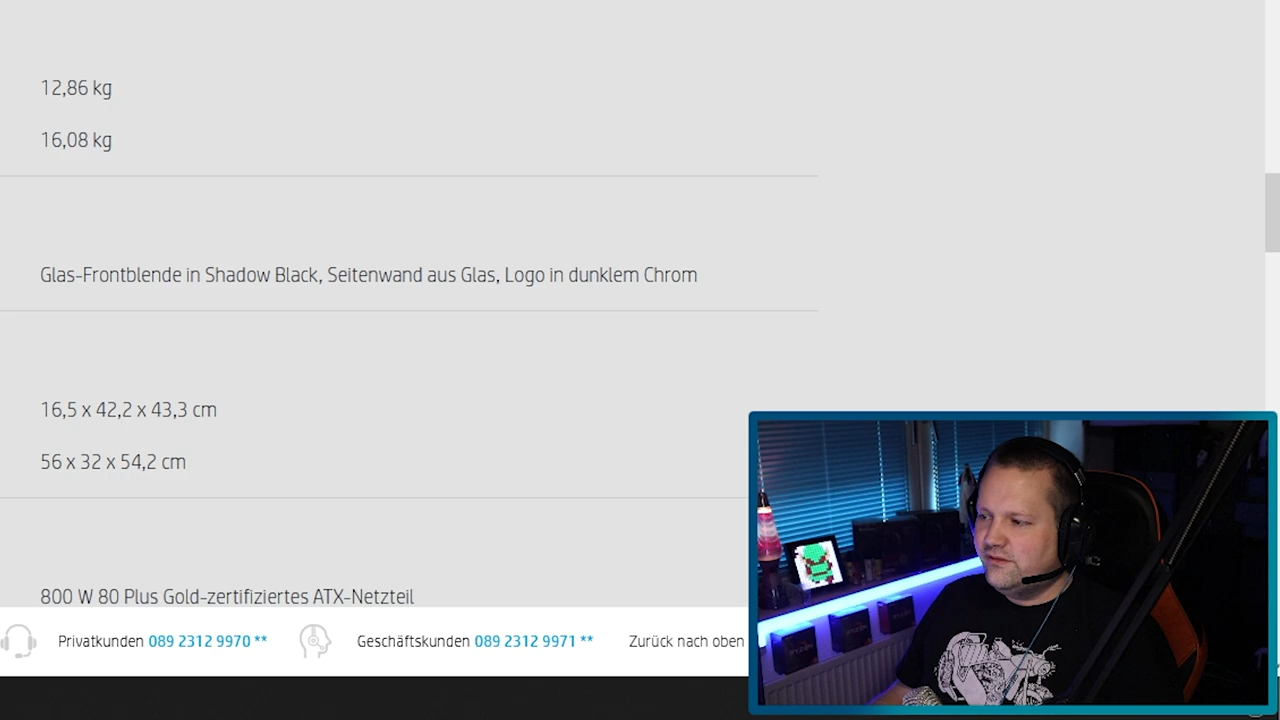 12,86 kg
16,08 kg
Glas-Frontblende in Shadow Black, Seitenwand aus Glas, Logo in dunklem Chrom
16,5 x 42,2 x 43,3 cm
56 x 32 x 54,2 cm
800 W 80 Plus Gold-zertifiziertes ATX-Netzteil
Privatkunden 089 2312 9970 ** Geschäftskunden 089 2312 9971 ** Zurück nach oben
RYZEN
RYZEN